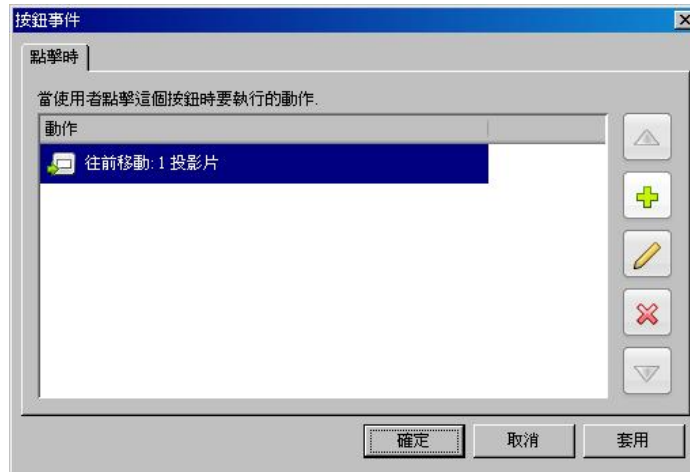 按鈕事件
點擊時
當使用者點擊這個按鈕時要執行的動作.
動作
往前移動: 1 投影片
確定
取消
套用